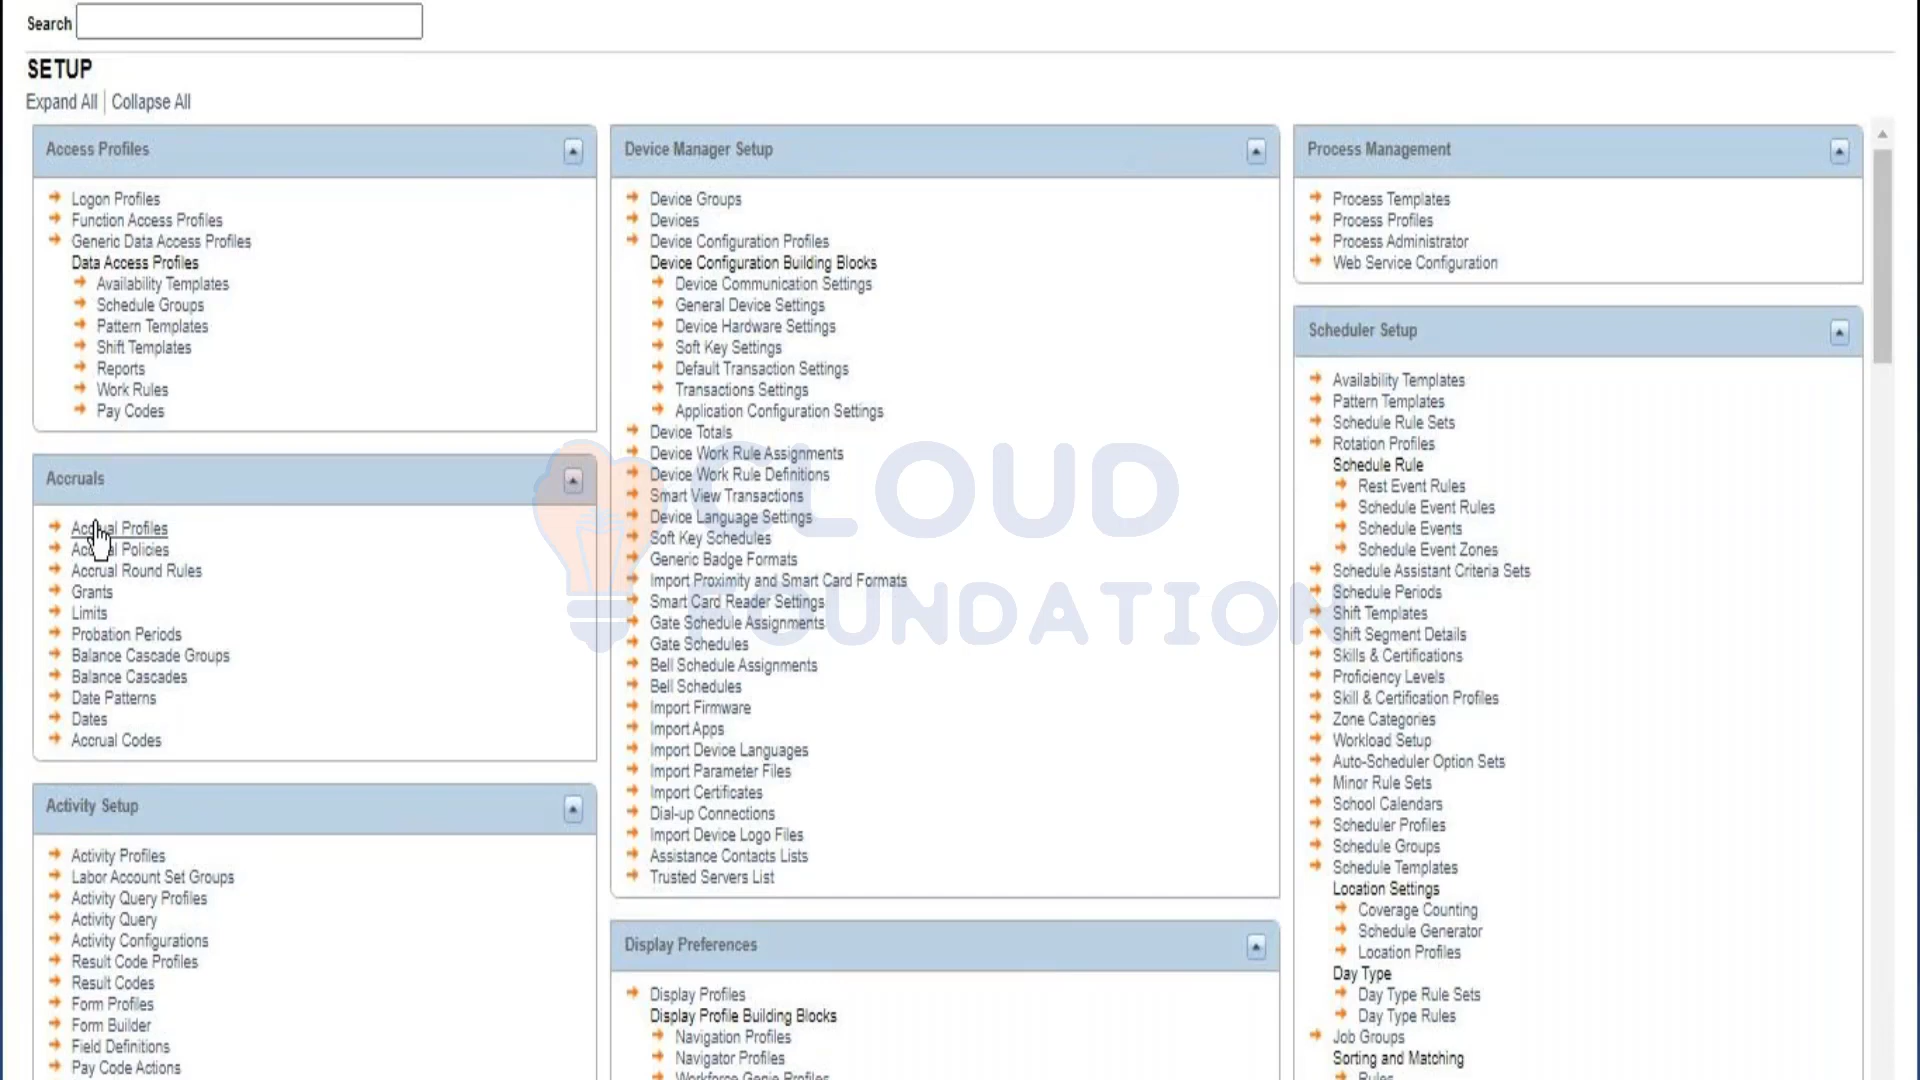 Search
SETUP
Expand All | Collapse All
Access Profiles
Logon Profiles
Function Access Profiles
Generic Data Access Profiles
Data Access Profiles
Availability Templates
Schedule Groups
Pattern Templates
Shift Templates
Reports
Work Rules
Pay Codes
Accruals
Accrual Profiles
Accrual Policies
Accrual Round Rules
Grants
Limits
Probation Periods
Balance Cascade Groups
Balance Cascades
Date Patterns
Dates
Accrual Codes
Activity Setup
Activity Profiles
Labor Account Set Groups
Activity Query Profiles
Activity Query
Activity Configurations
Result Code Profiles
Result Codes
Form Profiles
Form Builder
Field Definitions
Pay Code Actions
Device Manager Setup
Device Groups
Devices
Device Configuration Profiles
Device Configuration Building Blocks
Device Communication Settings
General Device Settings
Device Hardware Settings
Soft Key Settings
Default Transaction Settings
Transactions Settings
Application Configuration Settings
Device Totals
Device Work Rule Assignments
Device Work Rule Definitions
Smart View Transactions
Device Language Settings
Soft Key Schedules
Generic Badge Formats
Import Proximity and Smart Card Formats
Smart Card Reader Settings
Gate Schedule Assignments
Gate Schedules
Bell Schedule Assignments
Bell Schedules
Import Firmware
Import Apps
Import Device Languages
Import Parameter Files
Import Certificates
Dial-up Connections
Import Device Logo Files
Assistance Contacts Lists
Trusted Servers List
Display Preferences
Display Profiles
Display Profile Building Blocks
Navigation Profiles
Navigator Profiles
Workforce Genie Profiles
Process Management
Process Templates
Process Profiles
Process Administrator
Web Service Configuration
Scheduler Setup
Availability Templates
Pattern Templates
Schedule Rule Sets
Rotation Profiles
Schedule Rule
Rest Event Rules
Schedule Event Rules
Schedule Events
Schedule Event Zones
Schedule Assistant Criteria Sets
Schedule Periods
Shift Templates
Shift Segment Details
Skills & Certifications
Proficiency Levels
Skill & Certification Profiles
Zone Categories
Workload Setup
Auto-Scheduler Option Sets
Minor Rule Sets
School Calendars
Scheduler Profiles
Schedule Groups
Schedule Templates
Location Settings
Coverage Counting
Schedule Generator
Location Profiles
Day Type
Day Type Rule Sets
Day Type Rules
Job Groups
Sorting and Matching
Rules
CLOUD
FOUNDATION